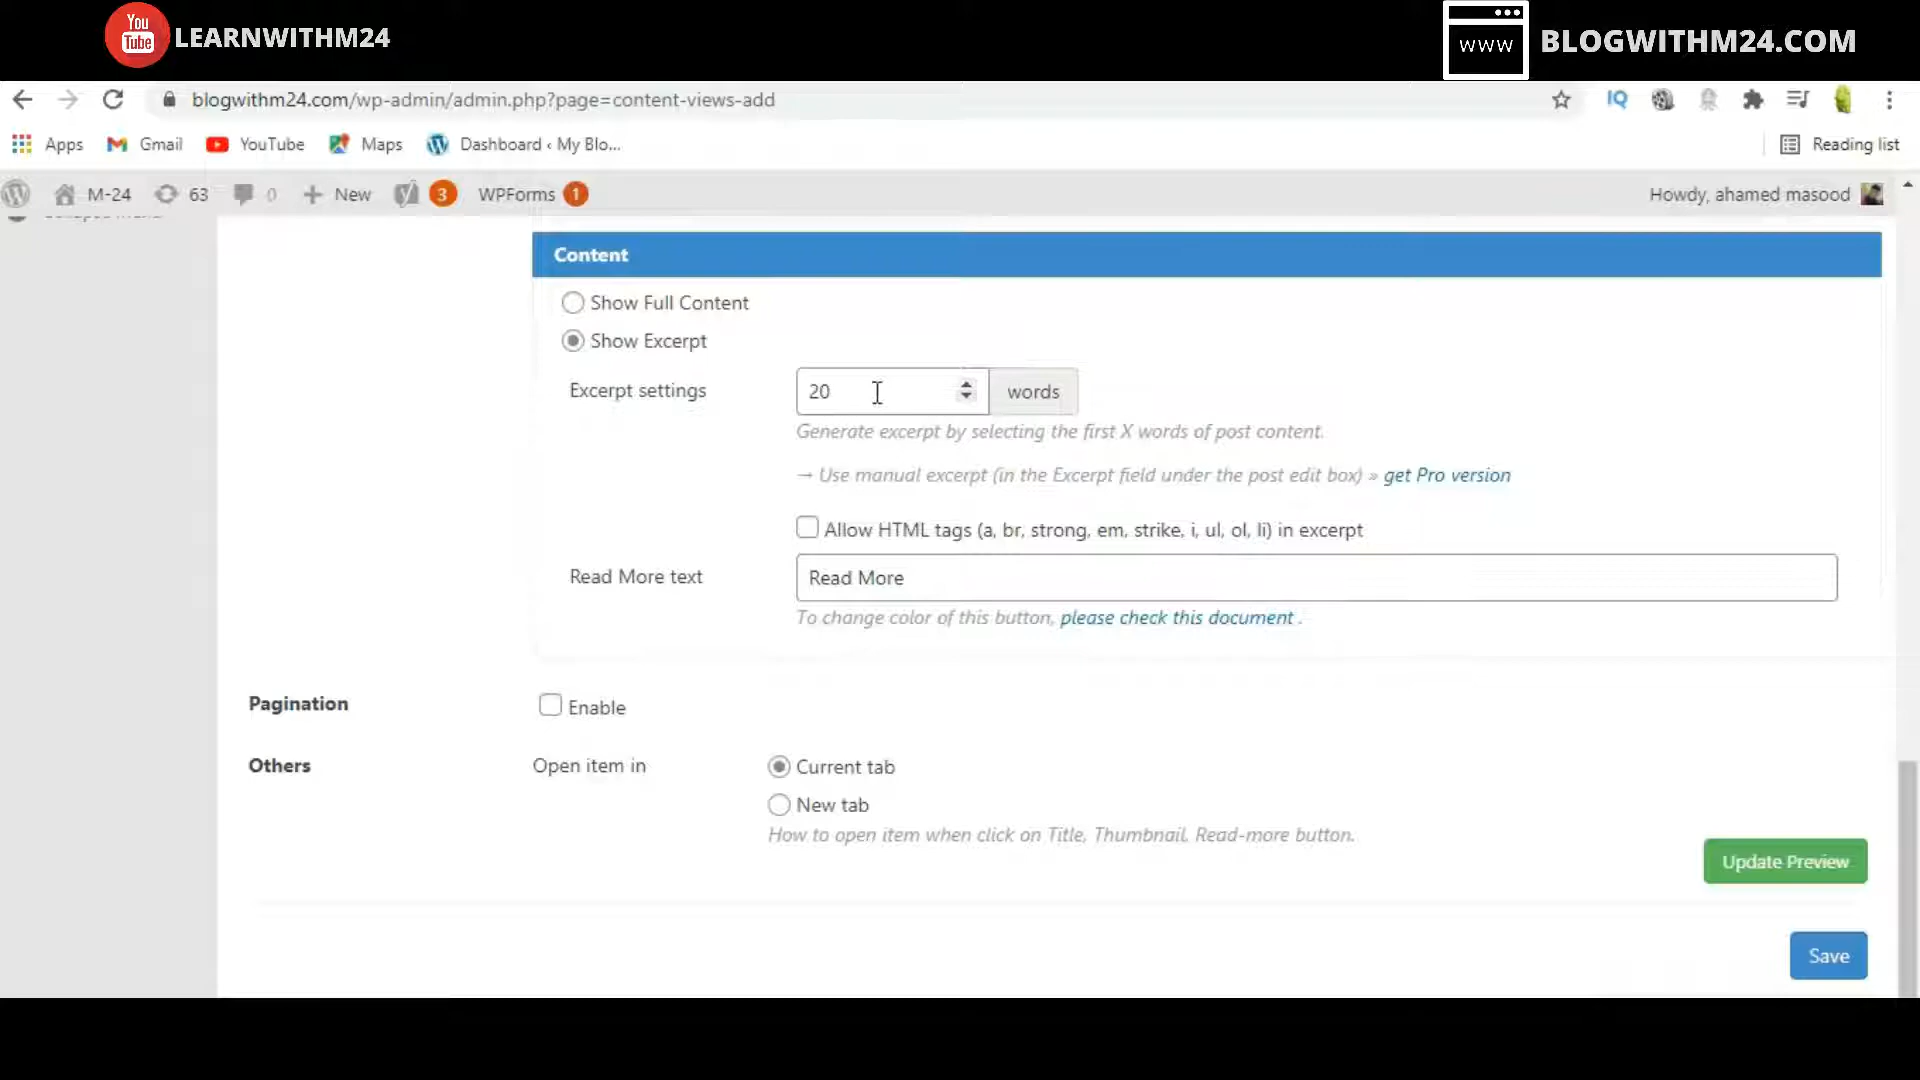 You
Tube
LEARNWITHM24
WWW
BLOGWITHM24.COM
blogwithm24.com/wp-admin/admin.php?page=content-views-add
IQ
Apps
Gmail
YouTube
Maps
Dashboard ‹ My Blo...
Reading list
M-24
63
0
New
3
WPForms
1
Howdy, ahamed masood
Content
Show Full Content
Show Excerpt
Excerpt settings
20
words
Generate excerpt by selecting the first X words of post content.
→ Use manual excerpt (in the Excerpt field under the post edit box) » get Pro version
Allow HTML tags (a, br, strong, em, strike, i, ul, ol, li) in excerpt
Read More text
Read More
To change color of this button, please check this document .
Pagination
Enable
Others
Open item in
Current tab
New tab
How to open item when click on Title, Thumbnail, Read-more button.
Update Preview
Save